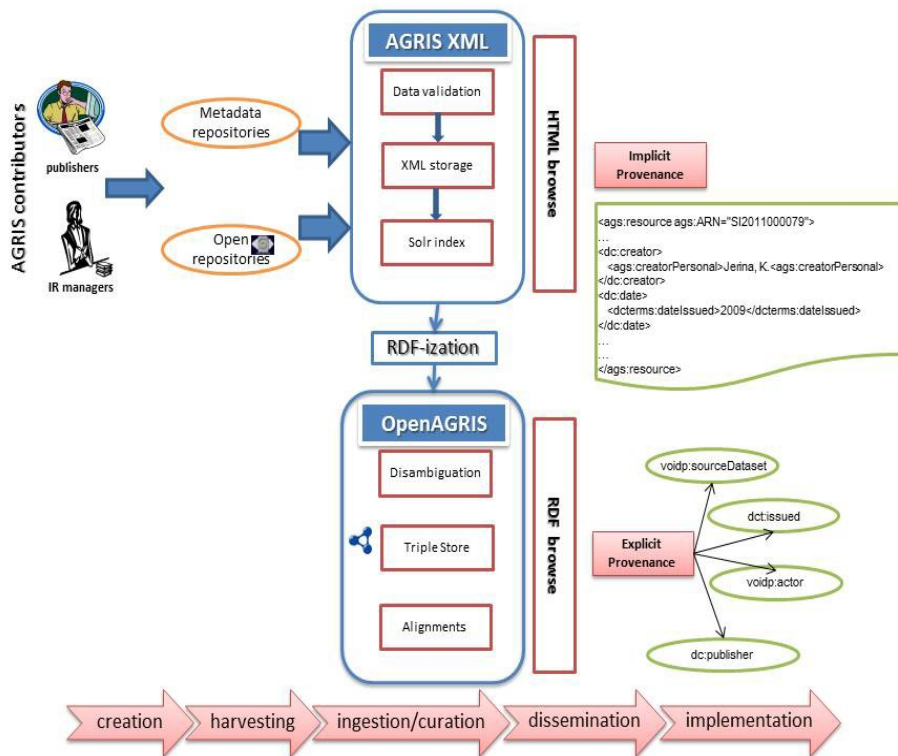 AGRIS contributors
publishers
IR managers
Metadata
repositories
Open
repositories
AGRIS XML
Data validation
XML storage
Solr index
HTML browse
Implicit
Provenance
<ags:resource ags:ARN="SI2011000079">
...
<dc:creator>
<ags:creatorPersonal>Jerina, K.<ags:creatorPersonal>
</dc:creator>
<dc:date>
<dcterms:dateIssued>2009</dcterms:dateIssued>
</dc:date>
...
...
</ags:resource>
RDF-ization
OpenAGRIS
Disambiguation
Triple Store
Alignments
RDF browse
Explicit
Provenance
voidp:sourceDataset
dct:issued
voidp:actor
dc:publisher
creation
harvesting
ingestion/curation
dissemination
implementation